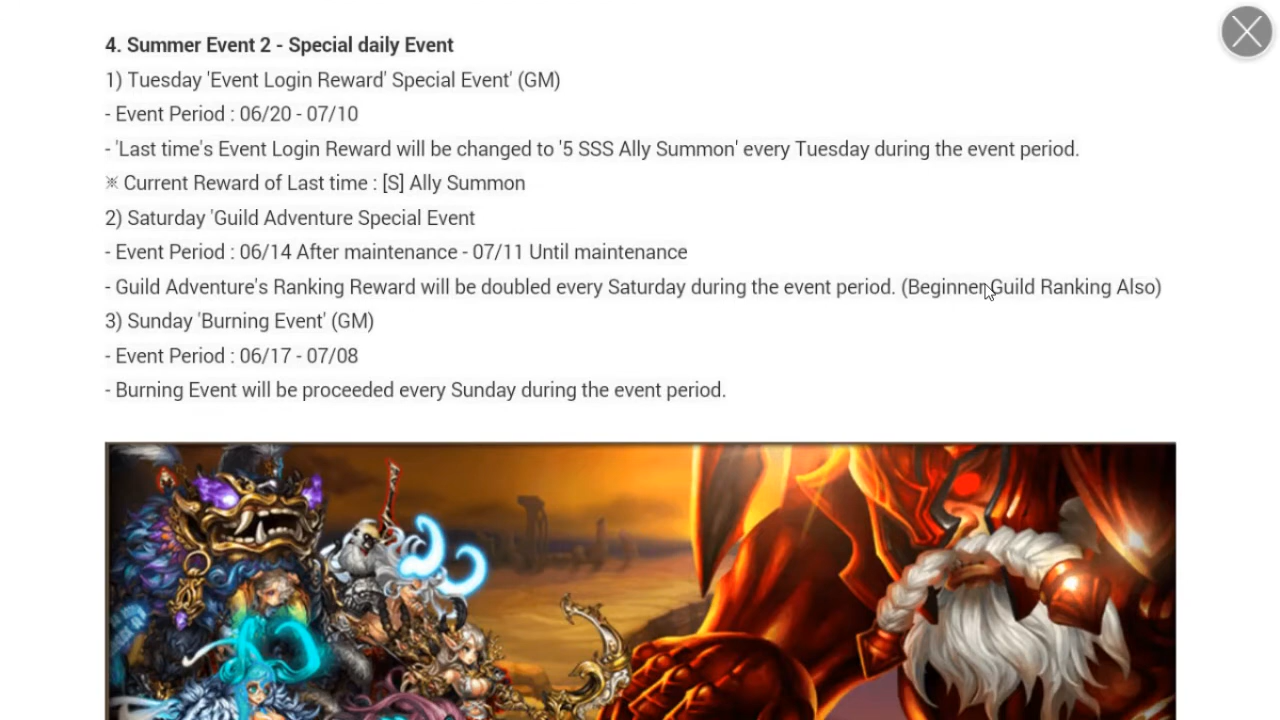 4. Summer Event 2 - Special daily Event
1) Tuesday 'Event Login Reward' Special Event' (GM)
- Event Period : 06/20 - 07/10
- 'Last time's Event Login Reward will be changed to '5 SSS Ally Summon' every Tuesday during the event period.
※ Current Reward of Last time : [S] Ally Summon
2) Saturday 'Guild Adventure Special Event
- Event Period : 06/14 After maintenance - 07/11 Until maintenance
- Guild Adventure's Ranking Reward will be doubled every Saturday during the event period. (Beginner Guild Ranking Also)
3) Sunday 'Burning Event' (GM)
- Event Period : 06/17 - 07/08
- Burning Event will be proceeded every Sunday during the event period.